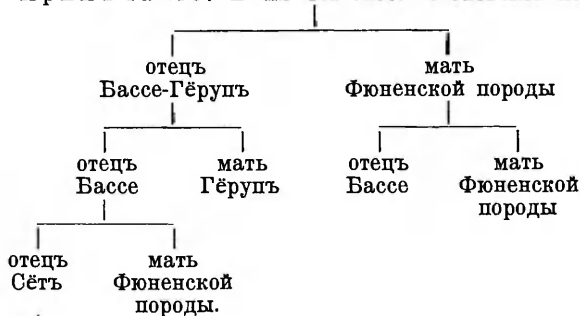 отецъ мать
Бассе-Гёрупъ Фюненской породы
отецъ мать отецъ мать
Бассе Гёрупъ Бассе Фюненской
породы
отецъ мать
Сётъ Фюненской
породы.